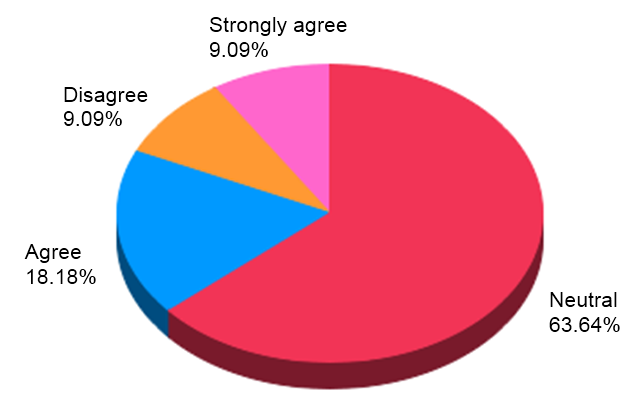 Strongly agree
9.09%
Disagree
9.09%
Agree
18.18%
Neutral
63.64%